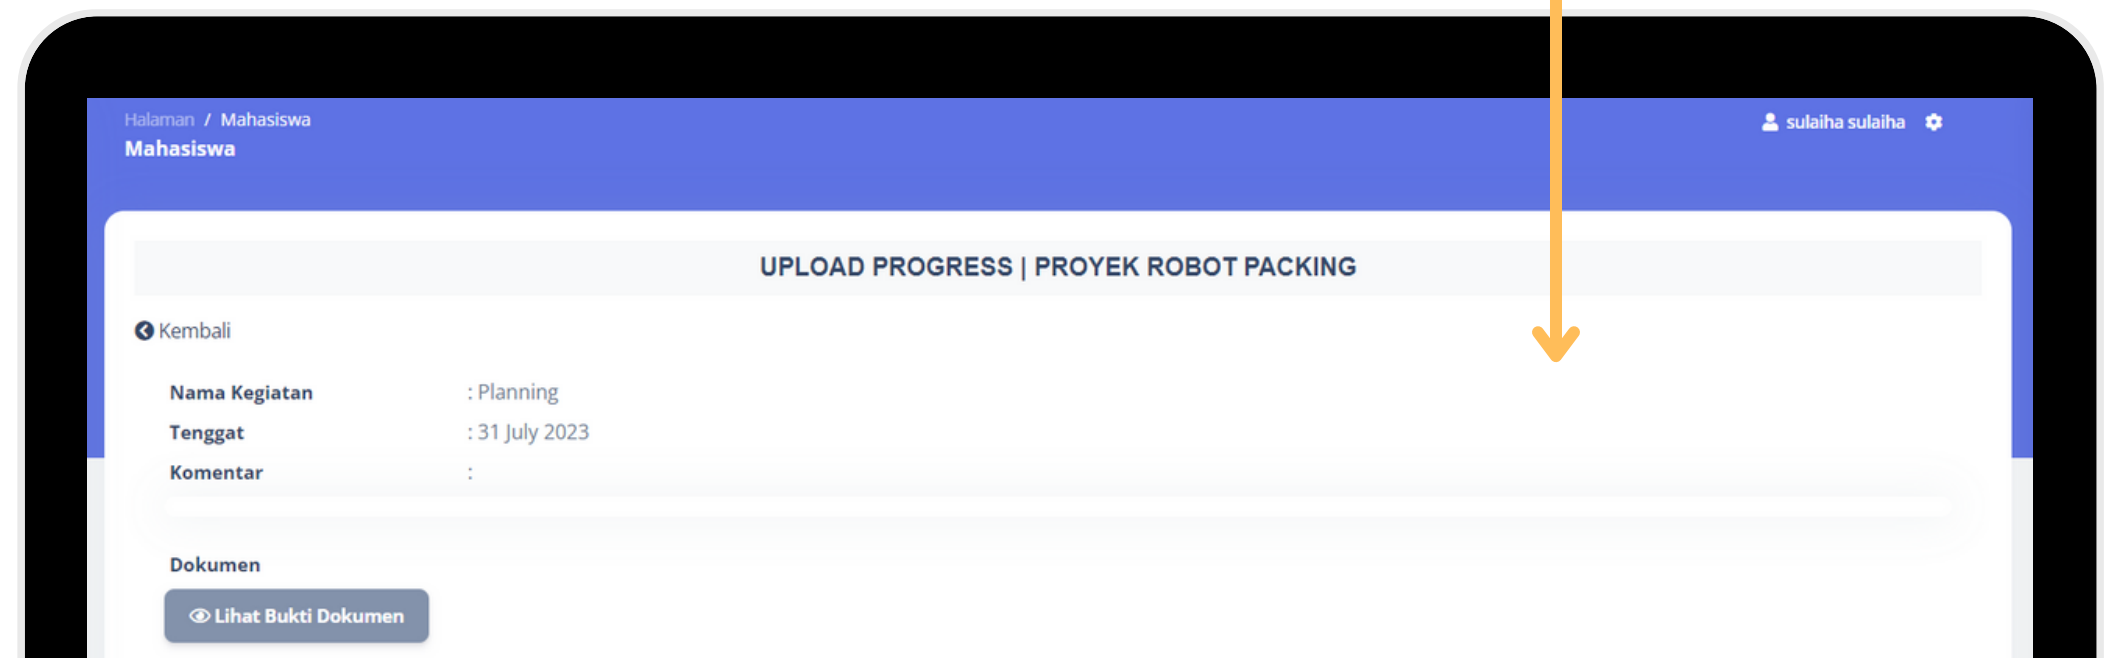 Halaman / Mahasiswa
sulaiha sulaiha
Mahasiswa
UPLOAD PROGRESS | PROYEK ROBOT PACKING
Kembali
Nama Kegiatan : Planning
Tenggat : 31 July 2023
Komentar :
Dokumen
Lihat Bukti Dokumen